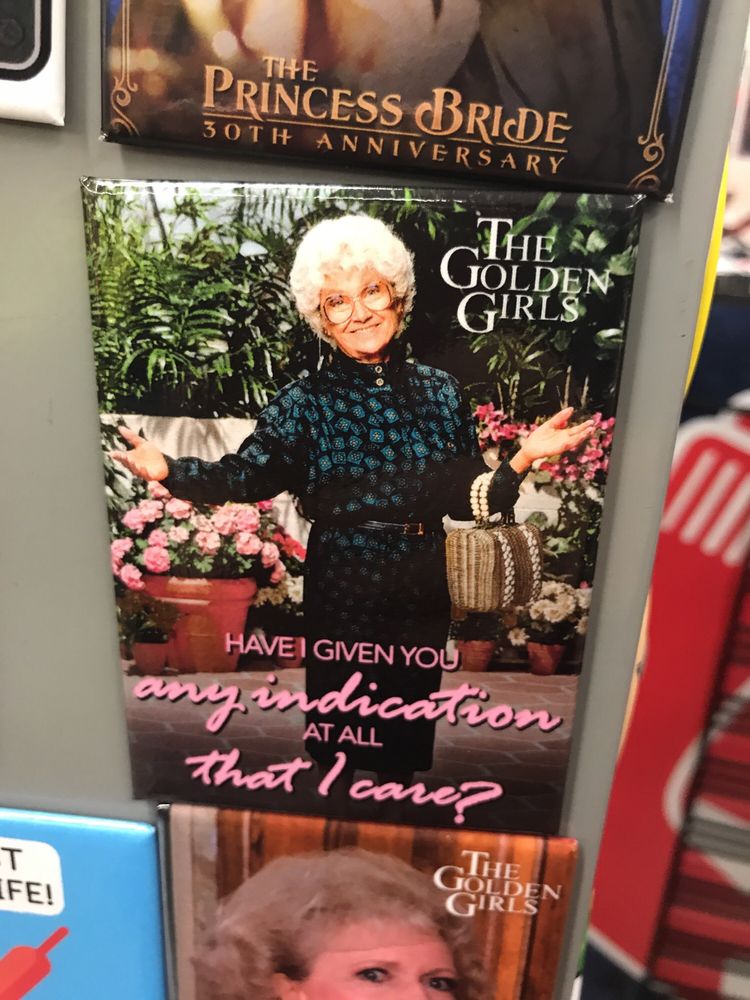 THE
PRINCESS BRIDE
30TH ANNIVERSARY
THE
GOLDEN
GIRLS
HAVE I GIVEN YOU
any indication
AT ALL
that I care?
THE
GOLDEN
GIRLS